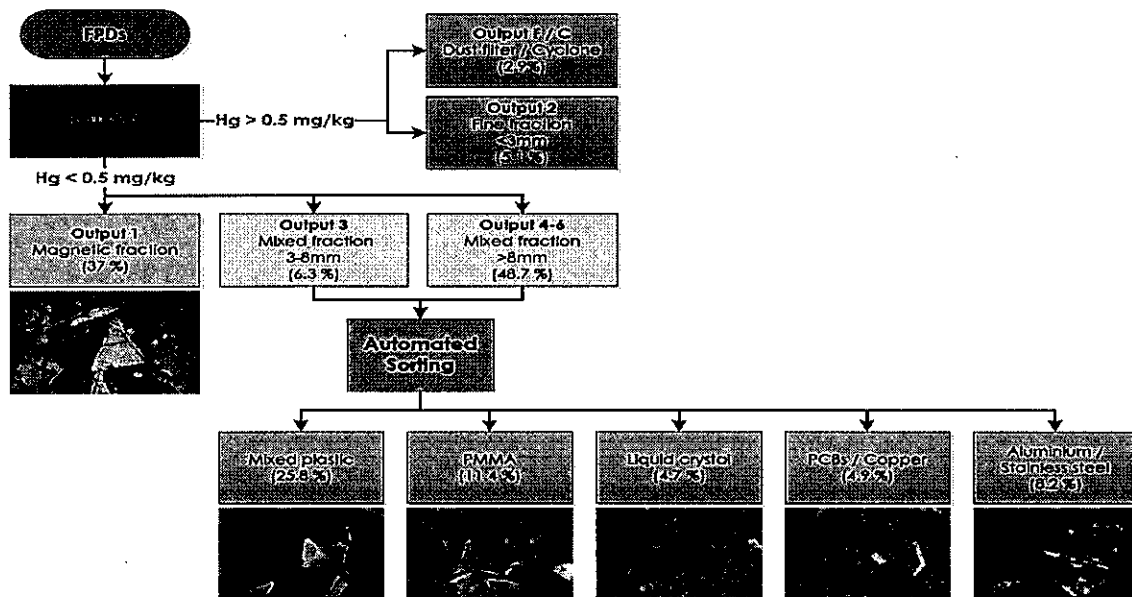 FPDs
Output F / C
Dust filter / Cyclone
(2.9%)
Hg > 0.5 mg/kg
Output 2
Fine fraction
<3mm
(5.1%)
Hg < 0.5 mg/kg
Output 1
Magnetic fraction
(37 %)
Output 3
Mixed fraction
3-8mm
(6.3 %)
Output 4-6
Mixed fraction
>8mm
(48.7 %)
Automated
Sorting
Mixed plastic
(25.8 %)
PMMA
(11.4 %)
Liquid crystal
(4.7 %)
PCBs / Copper
(4.9 %)
Aluminium /
Stainless steel
(8.2 %)